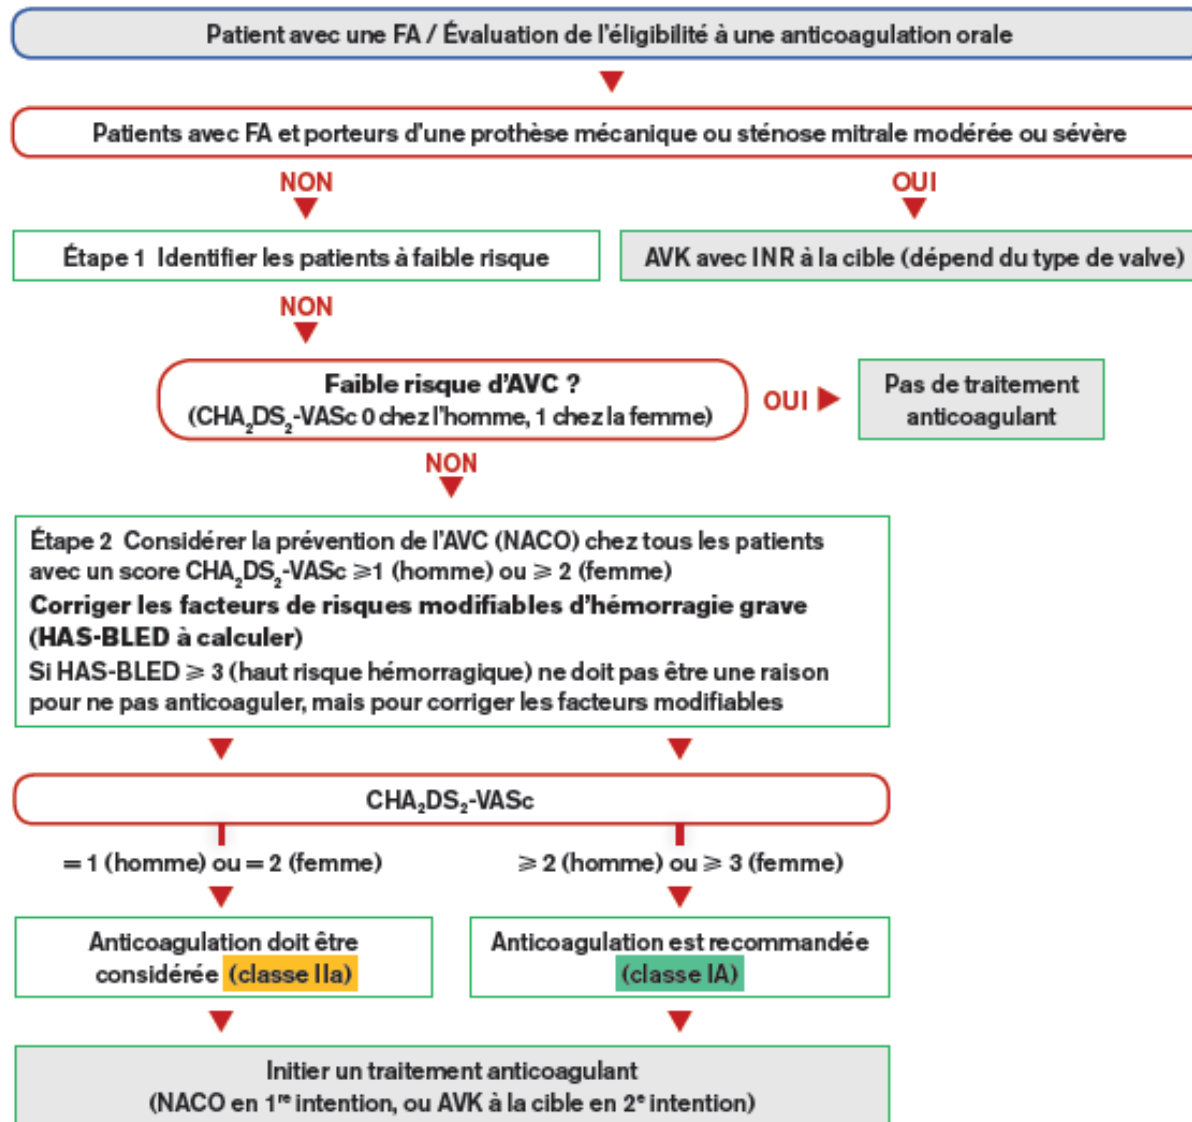 Patient avec une FA / Évaluation de l'éligibilité à une anticoagulation orale
Patients avec FA et porteurs d'une prothèse mécanique ou sténose mitrale modérée ou sévère
NON
OUI
Étape 1 Identifier les patients à faible risque
AVK avec INR à la cible (dépend du type de valve)
NON
Faible risque d'AVC ?
(CHA₂DS₂-VASc 0 chez l'homme, 1 chez la femme)
OUI
Pas de traitement
anticoagulant
NON
Étape 2 Considérer la prévention de l'AVC (NACO) chez tous les patients
avec un score CHA₂DS₂-VASc ⩾1 (homme) ou ⩾ 2 (femme)
Corriger les facteurs de risques modifiables d'hémorragie grave
(HAS-BLED à calculer)
Si HAS-BLED ⩾ 3 (haut risque hémorragique) ne doit pas être une raison
pour ne pas anticoaguler, mais pour corriger les facteurs modifiables
CHA₂DS₂-VASc
= 1 (homme) ou = 2 (femme)
⩾ 2 (homme) ou ⩾ 3 (femme)
Anticoagulation doit être
considérée (classe IIa)
Anticoagulation est recommandée
(classe IA)
Initier un traitement anticoagulant
(NACO en 1ʳᵉ intention, ou AVK à la cible en 2ᵉ intention)